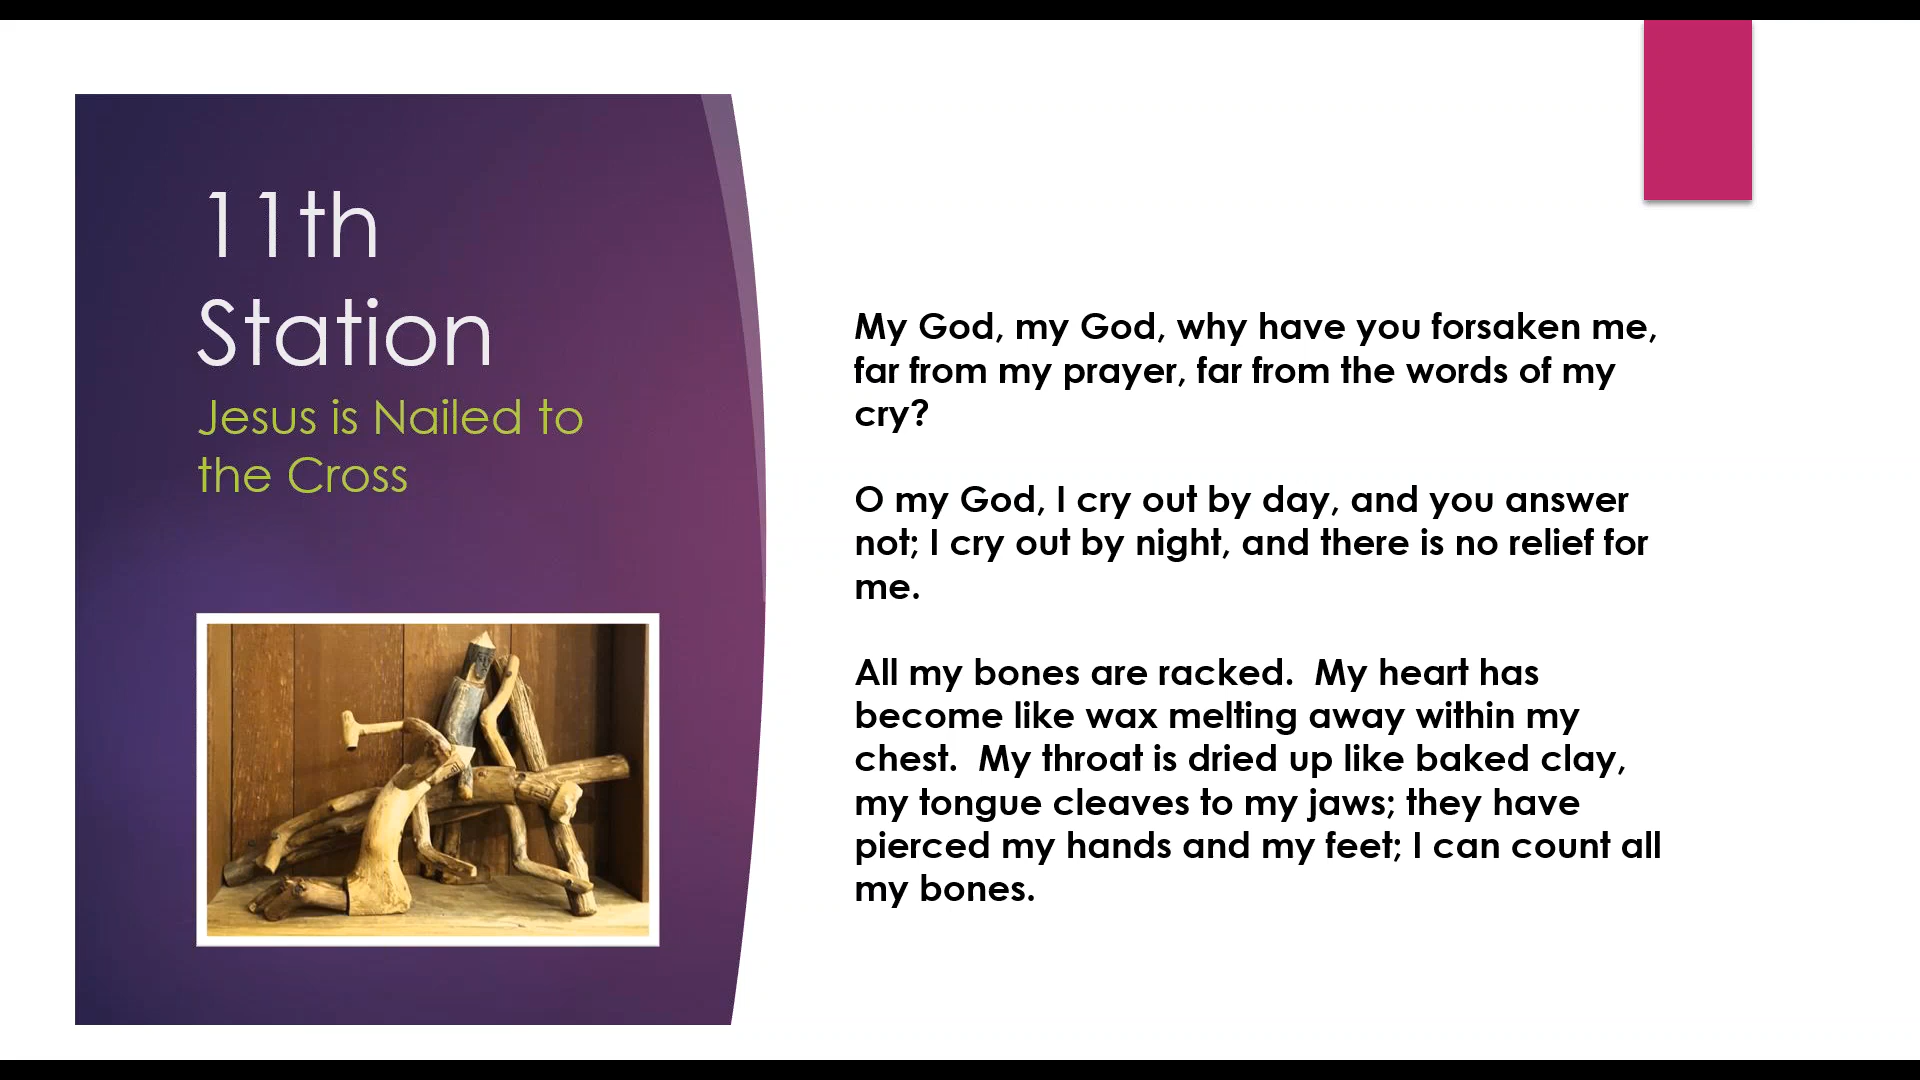 11th
Station
Jesus is Nailed to
the Cross
My God, my God, why have you forsaken me,
far from my prayer, far from the words of my
cry?
O my God, I cry out by day, and you answer
not; I cry out by night, and there is no relief for
me.
All my bones are racked.  My heart has
become like wax melting away within my
chest.  My throat is dried up like baked clay,
my tongue cleaves to my jaws; they have
pierced my hands and my feet; I can count all
my bones.